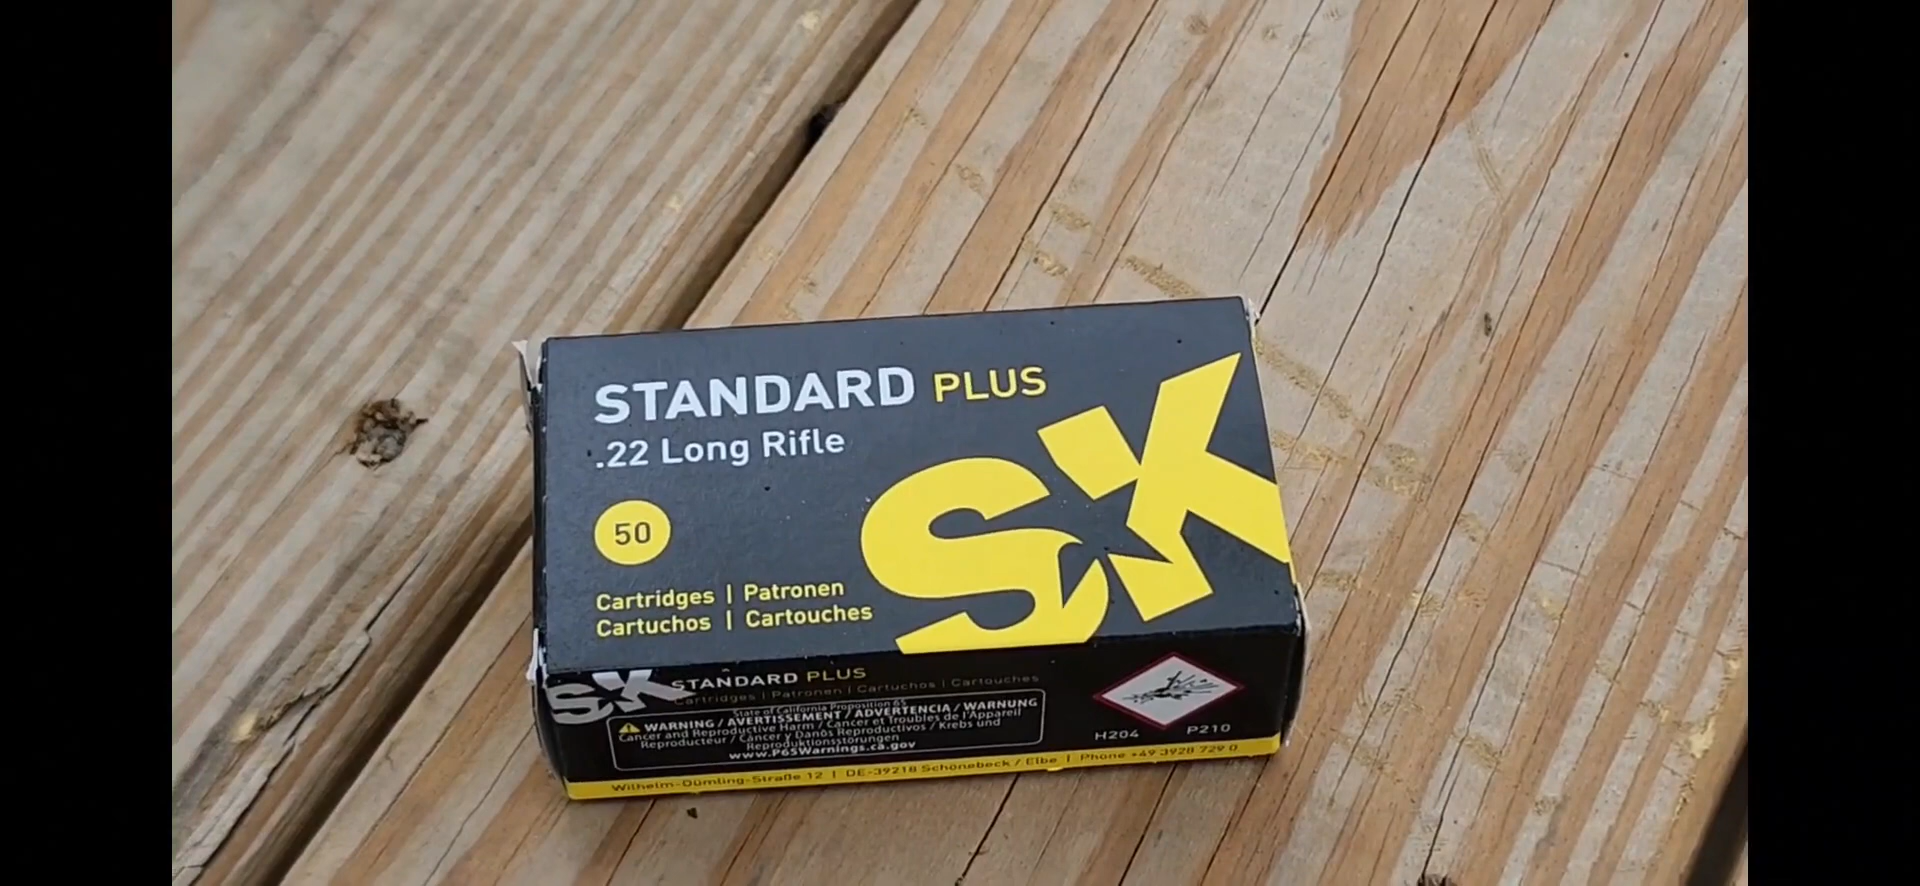 STANDARD PLUS
.22 Long Rifle
SK
50
Cartridges | Patronen
Cartuchos | Cartouches
SK STANDARD PLUS
Cartridges | Patronen | Cartuchos | Cartouches
State of California Proposition 65
WARNING / AVERTISSEMENT / ADVERTENCIA / WARNUNG
Cancer and Reproductive Harm / Cancer et Troubles de l'Appareil
Reproducteur / Cáncer y Danõs Reproductivos / Krebs und
Reproduktionsstörungen
www.P65Warnings.ca.gov
H204 P210
Wilhelm-Dümling-Straße 12 | DE-39218 Schönebeck / Elbe | Phone +49 3928 729 0